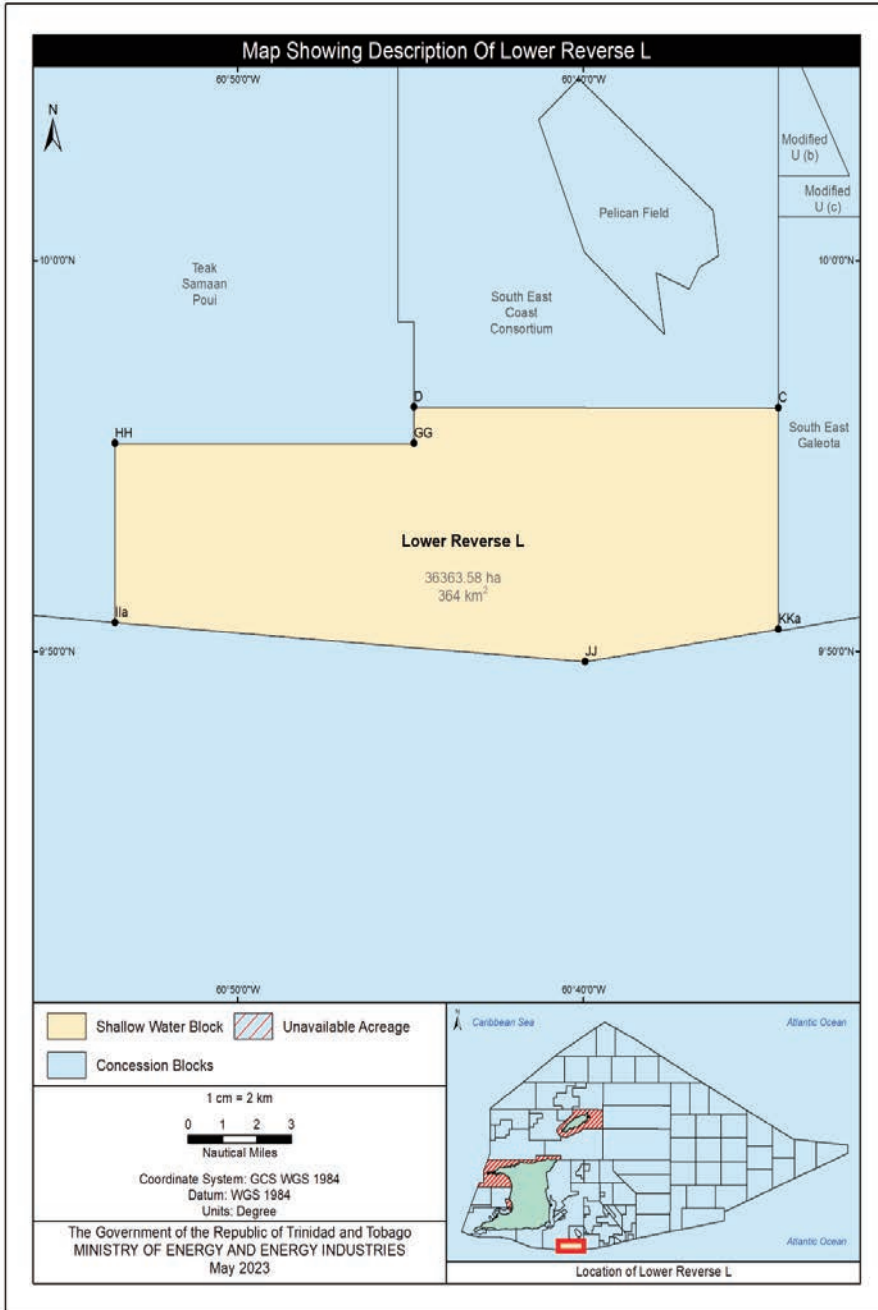 Map Showing Description Of Lower Reverse L
60°50'0"W
60°40'0"W
N
Modified
U (b)
Modified
U (c)
Pelican Field
10°0'0"N
10°0'0"N
Teak
Samaan
Poui
South East
Coast
Consortium
D
C
HH
GG
South East
Galeota
Lower Reverse L
36363.58 ha
364 km²
IIa
KKa
JJ
9°50'0"N
9°50'0"N
60°50'0"W
60°40'0"W
Shallow Water Block
Unavailable Acreage
Concession Blocks
1 cm = 2 km
0 1 2 3
Nautical Miles
Coordinate System: GCS WGS 1984
Datum: WGS 1984
Units: Degree
The Government of the Republic of Trinidad and Tobago
MINISTRY OF ENERGY AND ENERGY INDUSTRIES
May 2023
N
Caribbean Sea
Atlantic Ocean
Atlantic Ocean
Location of Lower Reverse L